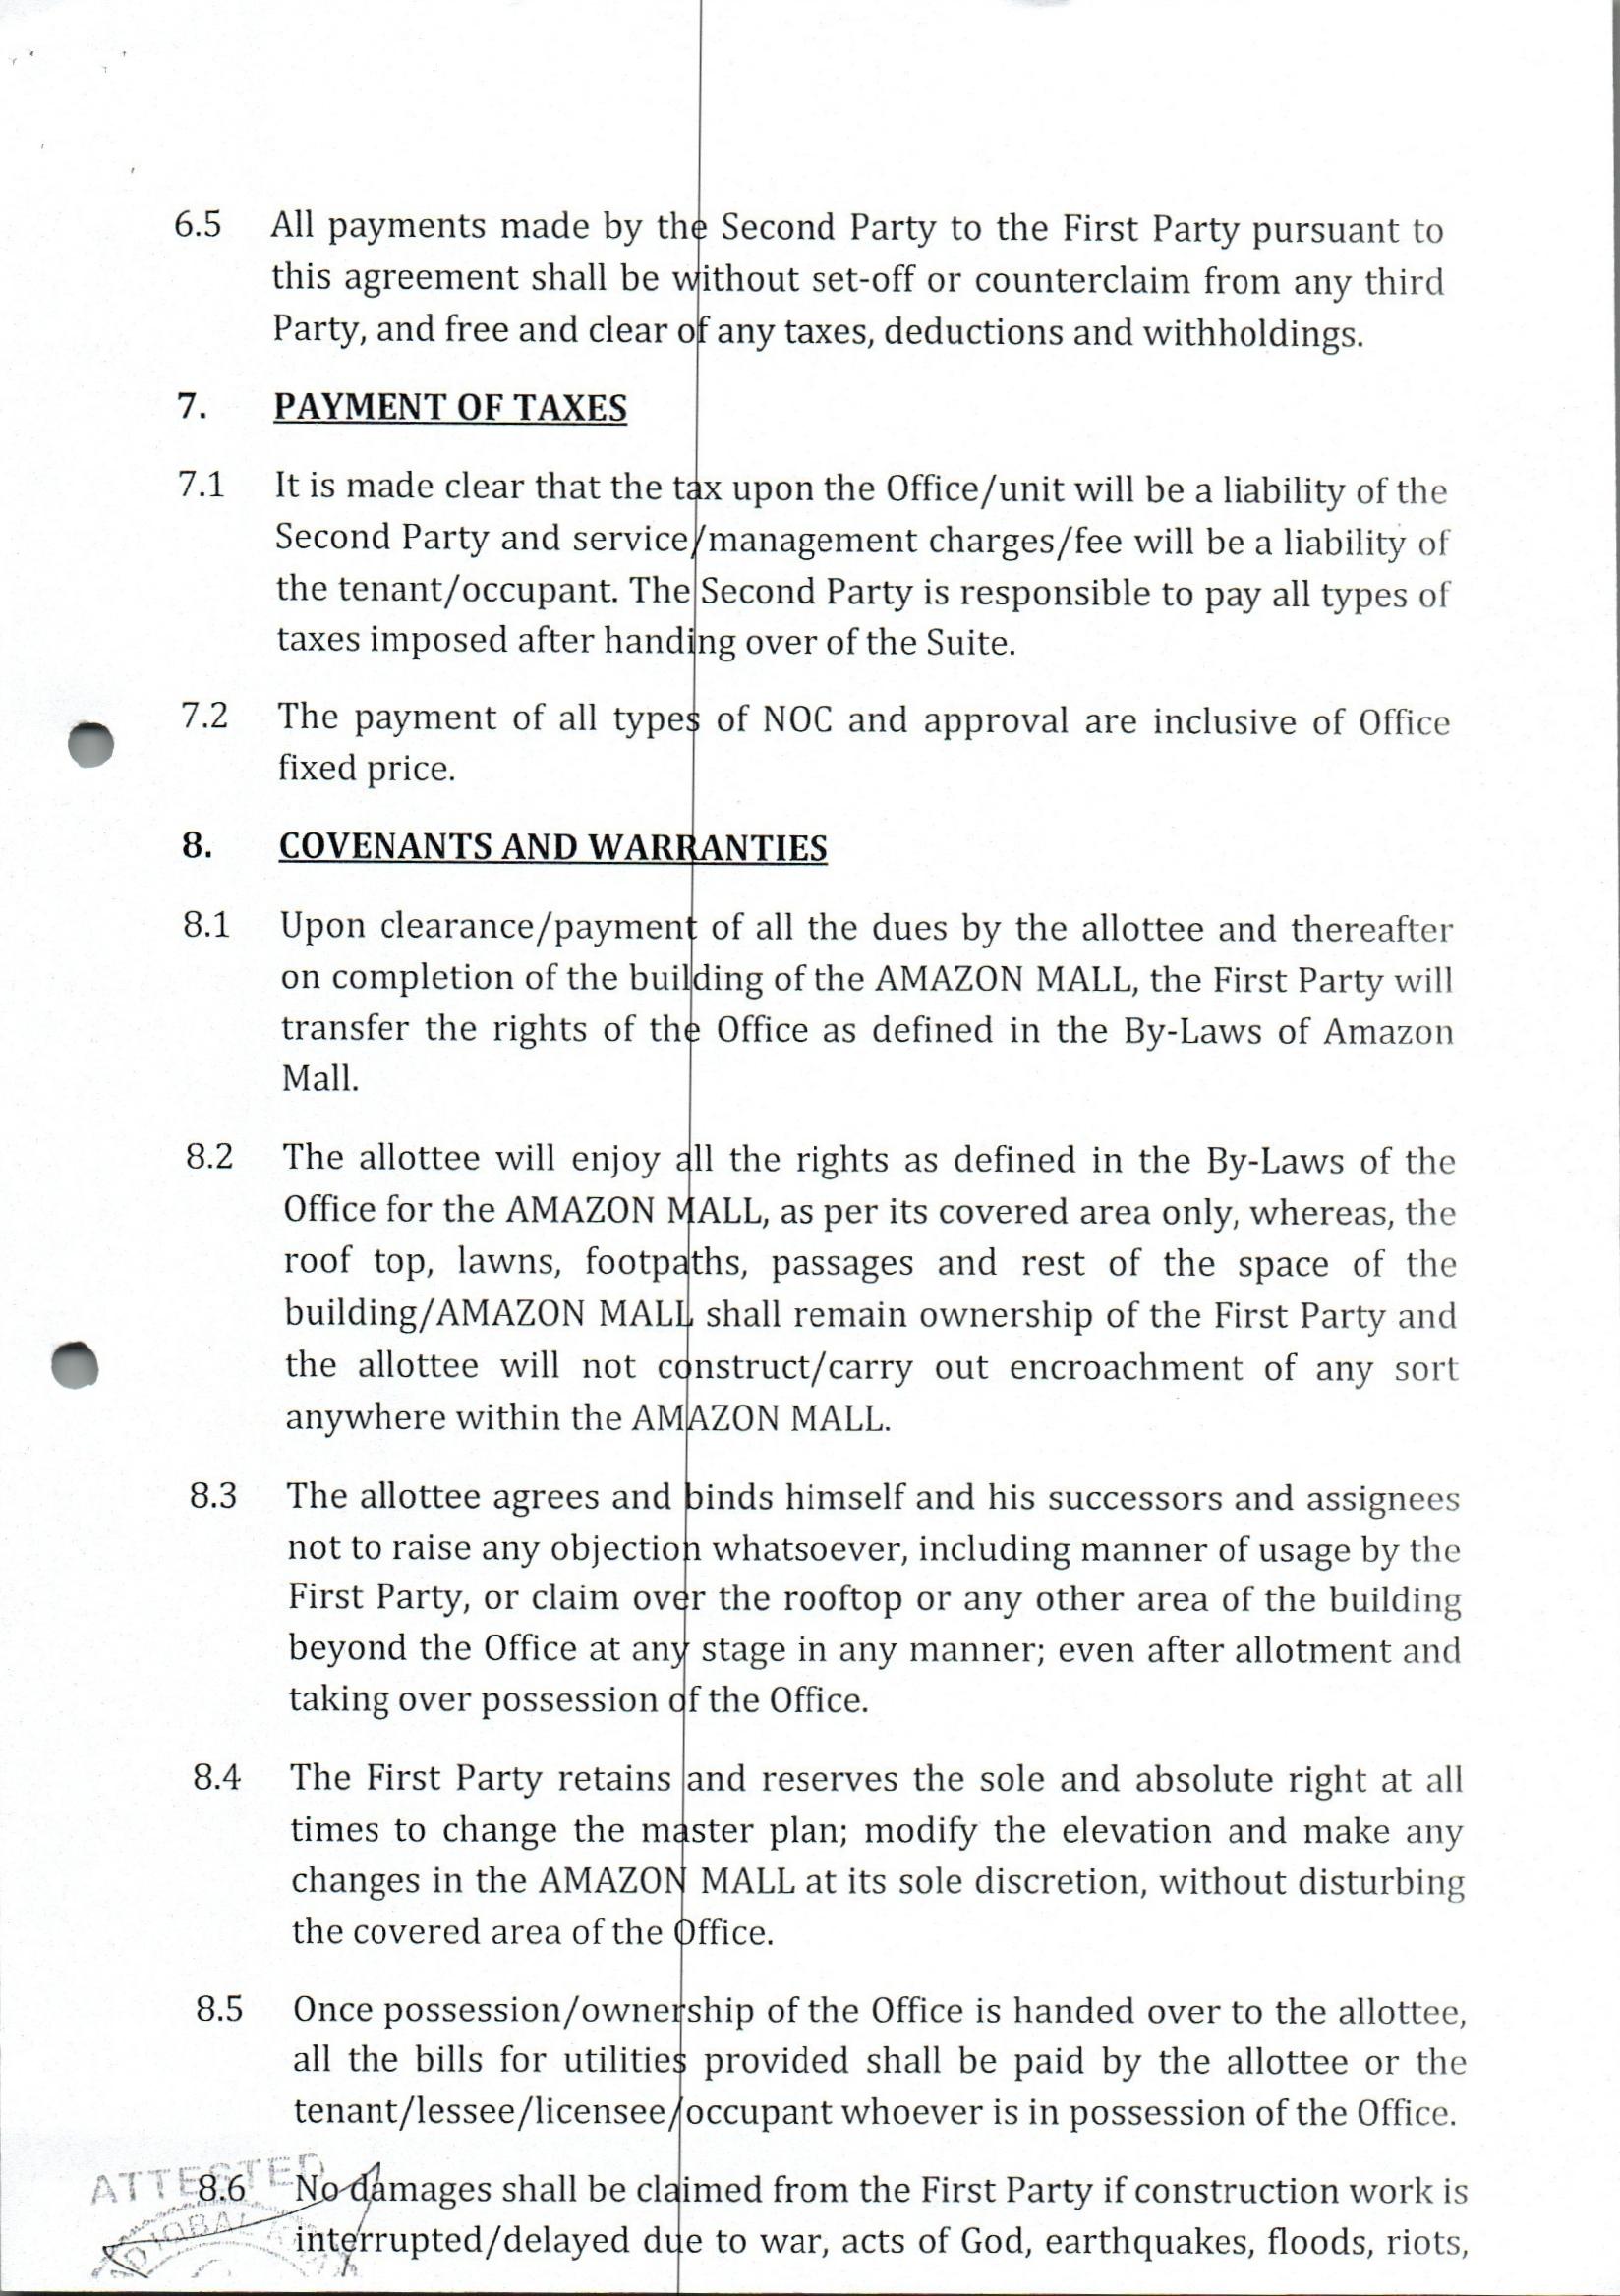 6.5 All payments made by the Second Party to the First Party pursuant to
this agreement shall be without set-off or counterclaim from any third
Party, and free and clear of any taxes, deductions and withholdings.
7. PAYMENT OF TAXES
7.1 It is made clear that the tax upon the Office/unit will be a liability of the
Second Party and service/management charges/fee will be a liability of
the tenant/occupant. The Second Party is responsible to pay all types of
taxes imposed after handing over of the Suite.
7.2 The payment of all types of NOC and approval are inclusive of Office
fixed price.
8. COVENANTS AND WARRANTIES
8.1 Upon clearance/payment of all the dues by the allottee and thereafter
on completion of the building of the AMAZON MALL, the First Party will
transfer the rights of the Office as defined in the By-Laws of Amazon
Mall.
8.2 The allottee will enjoy all the rights as defined in the By-Laws of the
Office for the AMAZON MALL, as per its covered area only, whereas, the
roof top, lawns, footpaths, passages and rest of the space of the
building/AMAZON MALL shall remain ownership of the First Party and
the allottee will not construct/carry out encroachment of any sort
anywhere within the AMAZON MALL.
8.3 The allottee agrees and binds himself and his successors and assignees
not to raise any objection whatsoever, including manner of usage by the
First Party, or claim over the rooftop or any other area of the building
beyond the Office at any stage in any manner; even after allotment and
taking over possession of the Office.
8.4 The First Party retains and reserves the sole and absolute right at all
times to change the master plan; modify the elevation and make any
changes in the AMAZON MALL at its sole discretion, without disturbing
the covered area of the Office.
8.5 Once possession/ownership of the Office is handed over to the allottee,
all the bills for utilities provided shall be paid by the allottee or the
tenant/lessee/licensee/occupant whoever is in possession of the Office.
ATTESTED
8.6 No damages shall be claimed from the First Party if construction work is
interrupted/delayed due to war, acts of God, earthquakes, floods, riots,